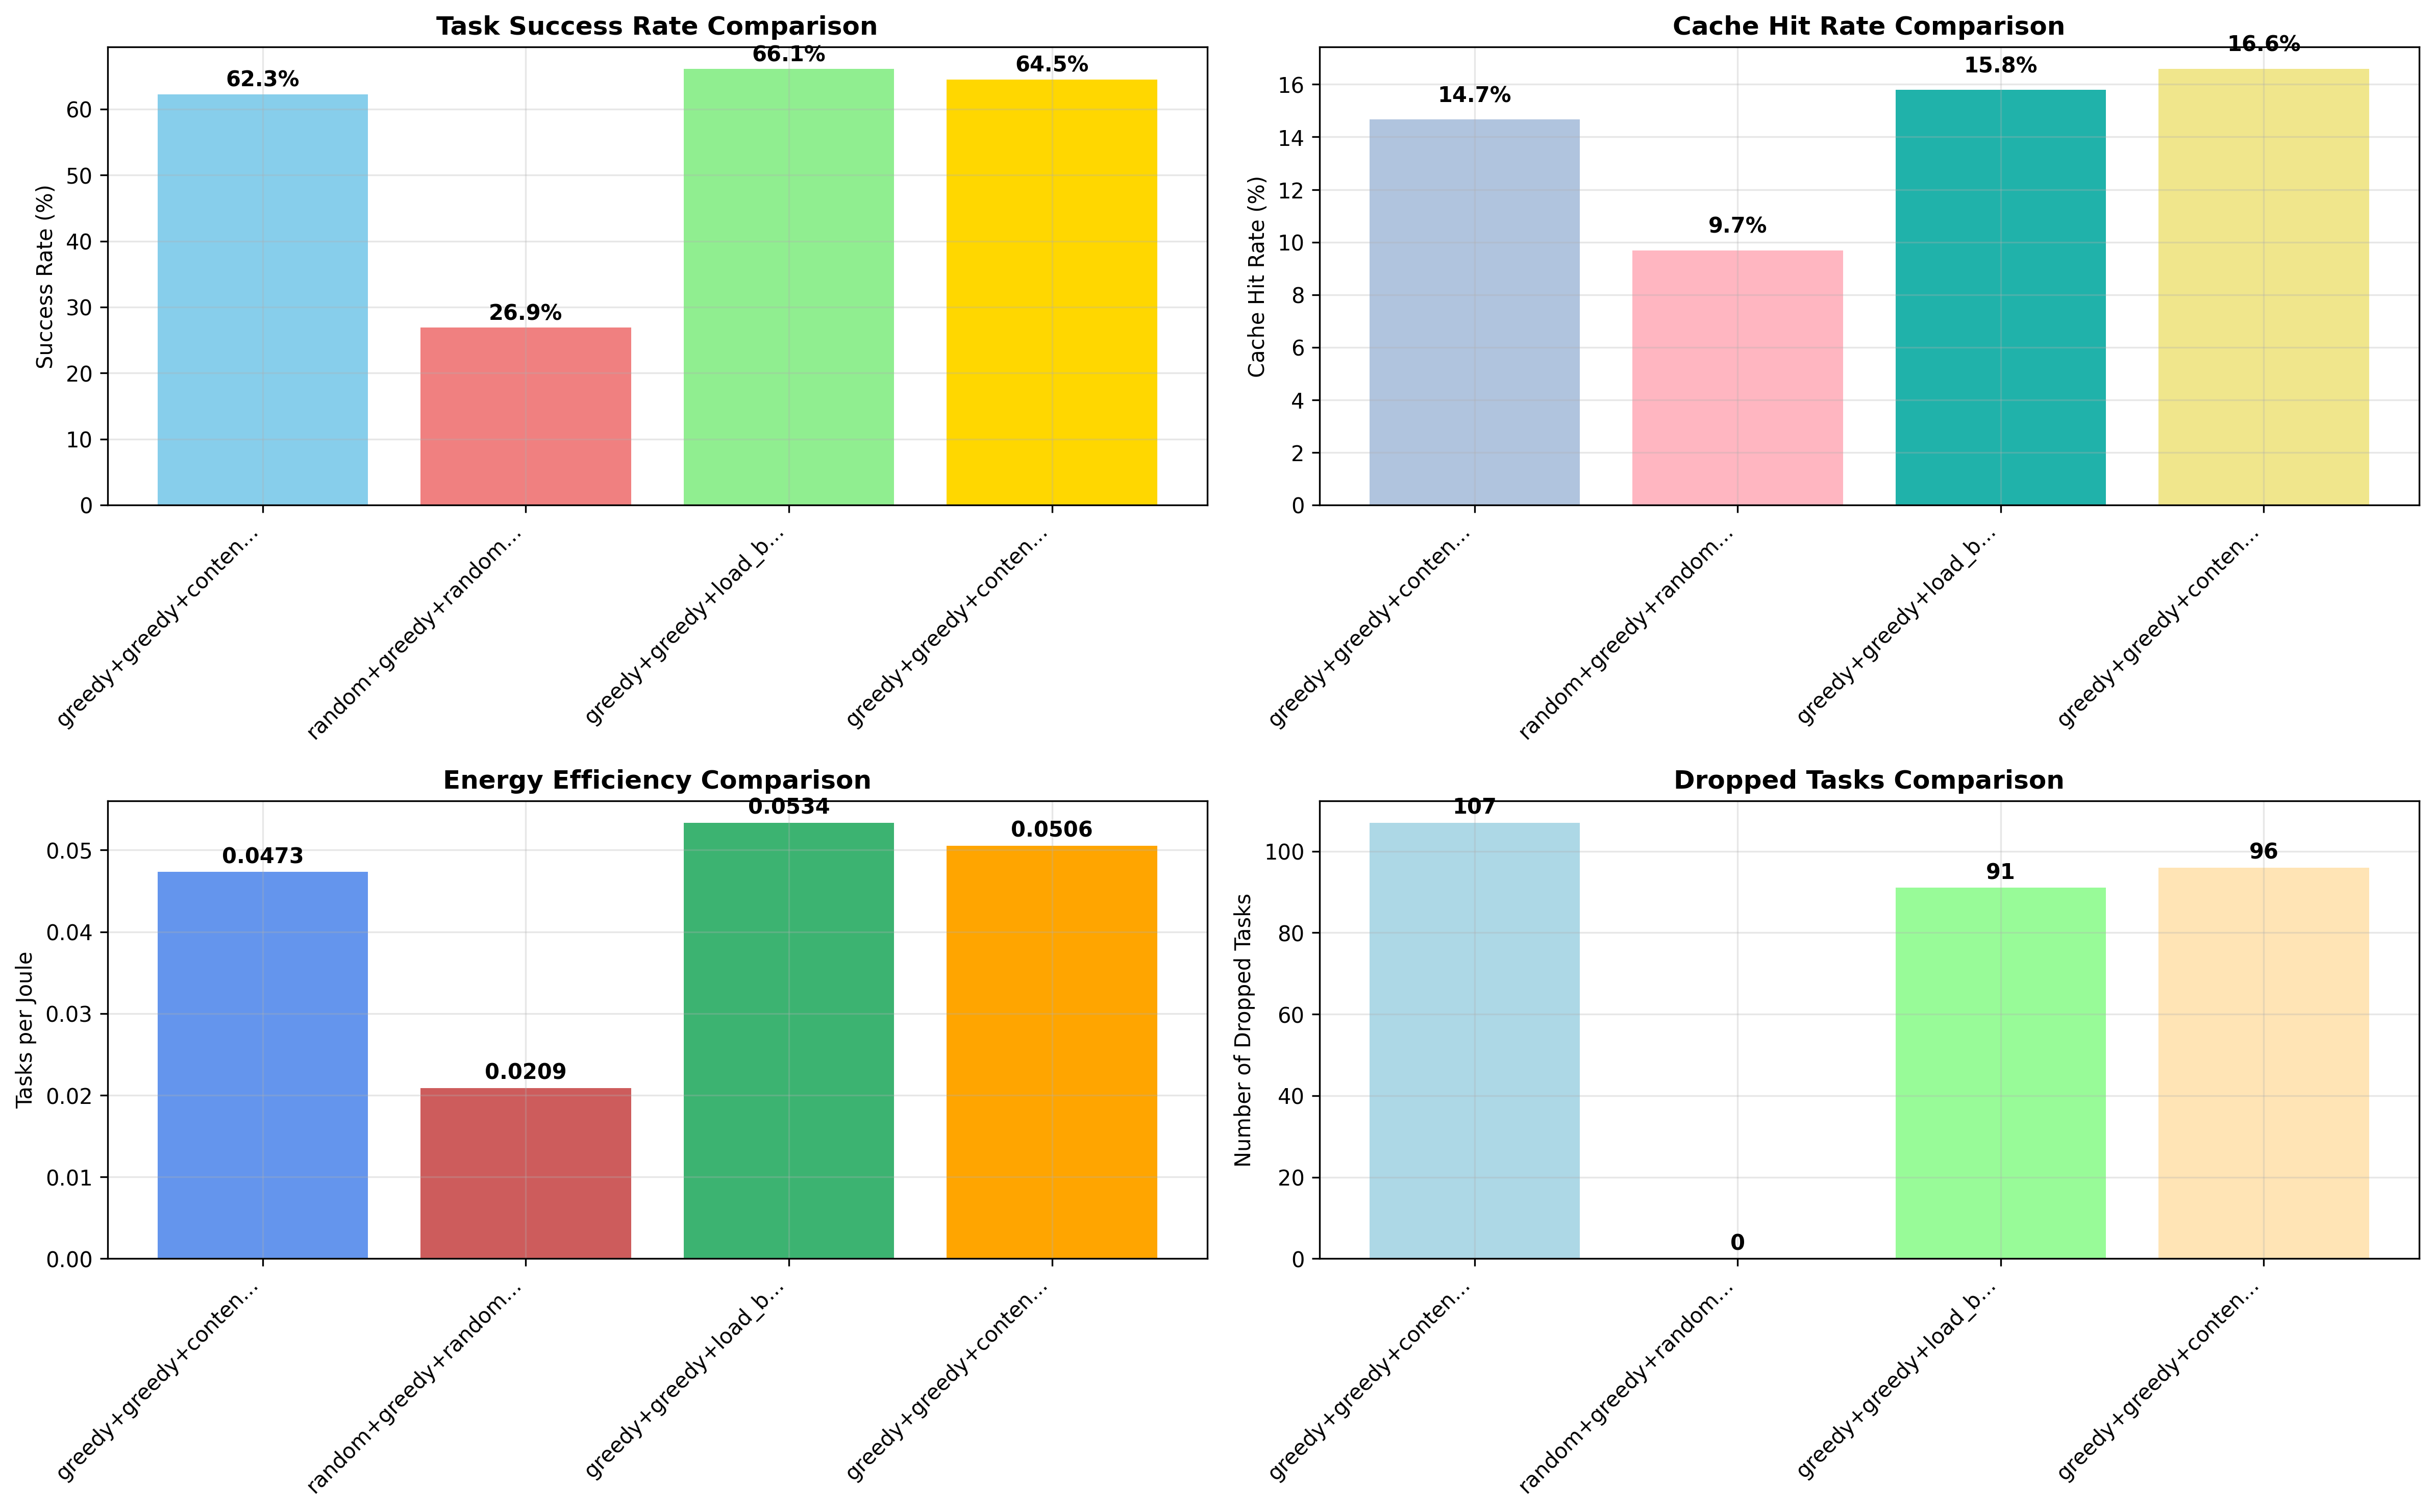 Task Success Rate Comparison
Success Rate (%)
60
50
40
30
20
10
0
62.3%
26.9%
66.1%
64.5%
greedy+greedy+conten...
random+greedy+random...
greedy+greedy+load_b...
greedy+greedy+conten...
Cache Hit Rate Comparison
Cache Hit Rate (%)
16
14
12
10
8
6
4
2
0
14.7%
9.7%
15.8%
16.6%
greedy+greedy+conten...
random+greedy+random...
greedy+greedy+load_b...
greedy+greedy+conten...
Energy Efficiency Comparison
Tasks per Joule
0.05
0.04
0.03
0.02
0.01
0.00
0.0473
0.0209
0.0534
0.0506
greedy+greedy+conten...
random+greedy+random...
greedy+greedy+load_b...
greedy+greedy+conten...
Dropped Tasks Comparison
Number of Dropped Tasks
100
80
60
40
20
0
107
0
91
96
greedy+greedy+conten...
random+greedy+random...
greedy+greedy+load_b...
greedy+greedy+conten...